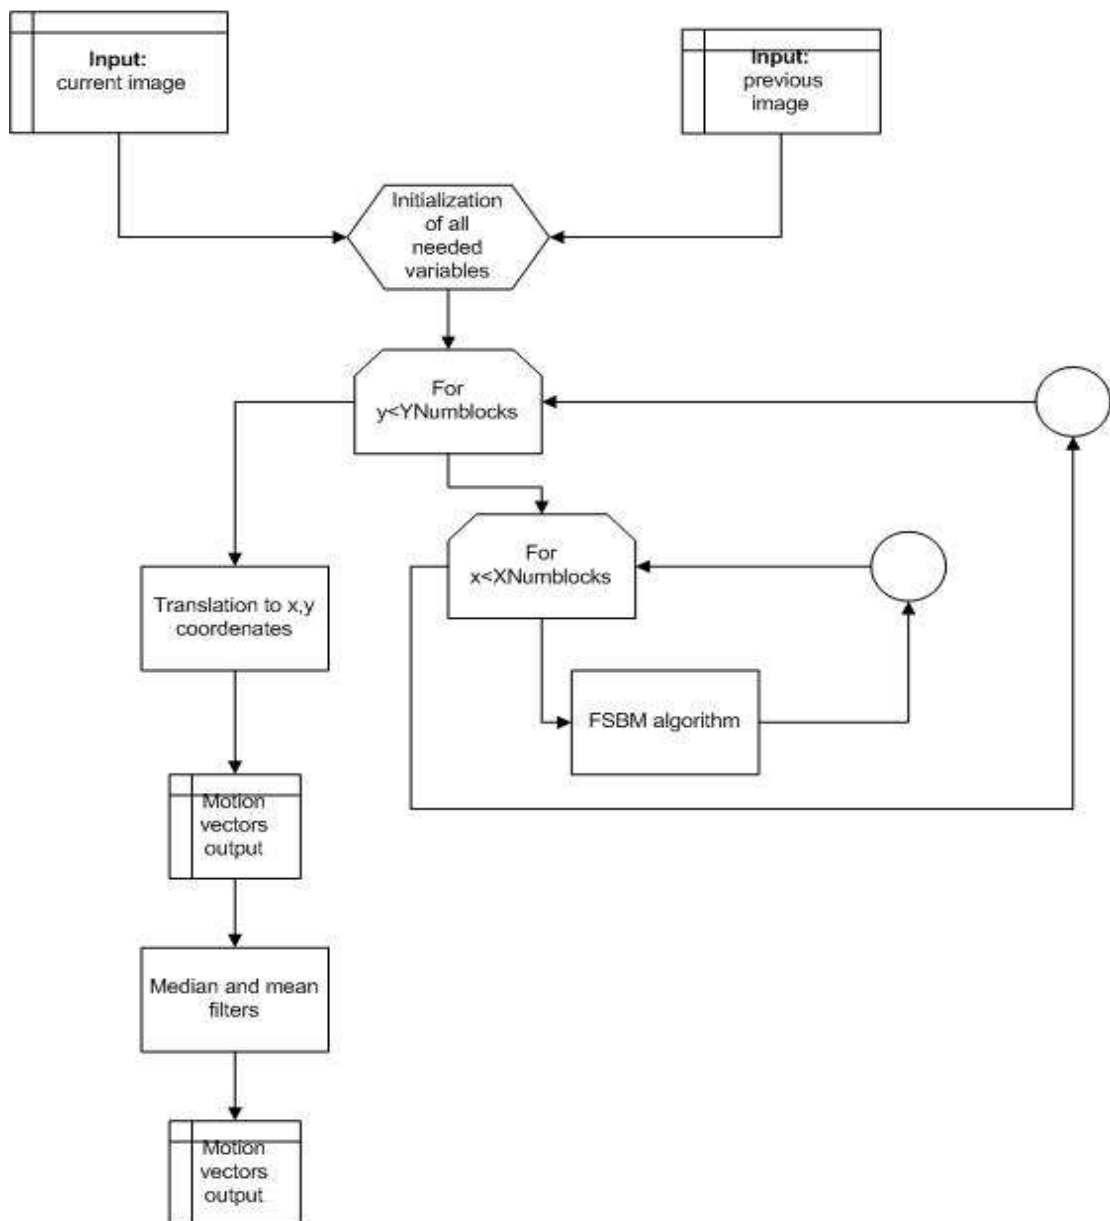 Input:
current image
Input:
previous
image
Initialization
of all
needed
variables
For
y<YNumblocks
For
x<XNumblocks
Translation to x,y
coordenates
FSBM algorithm
Motion
vectors
output
Median and mean
filters
Motion
vectors
output